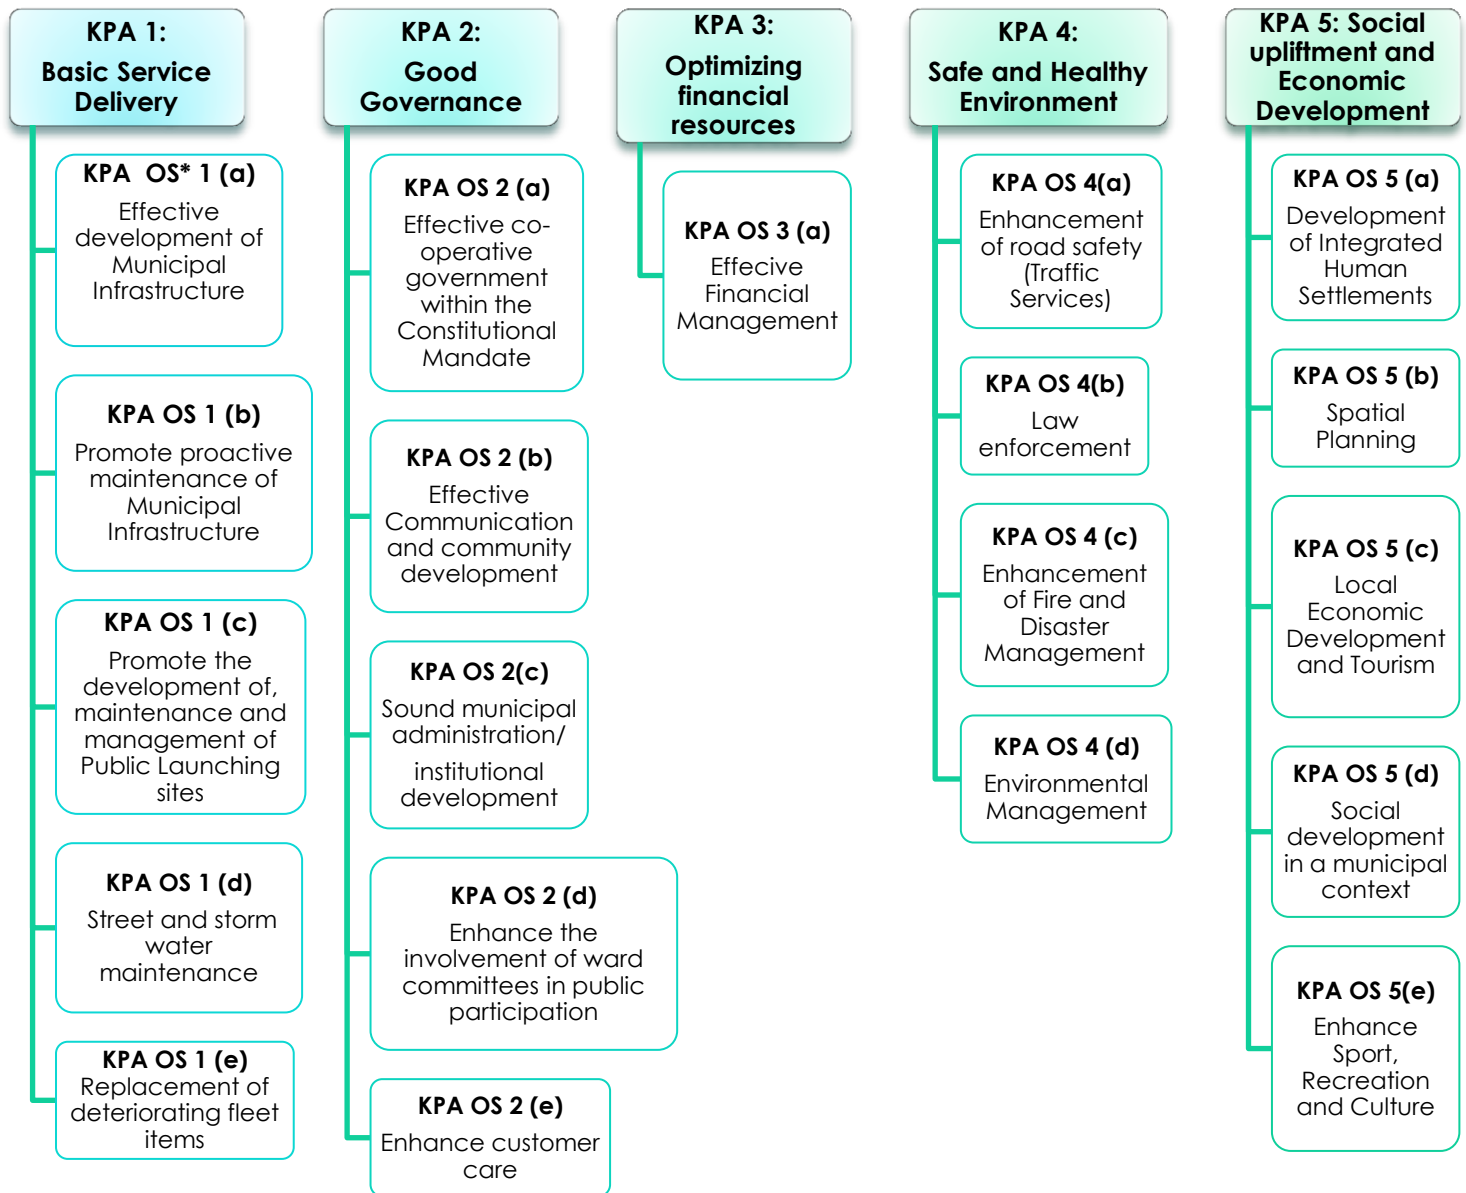 KPA 1:
Basic Service
Delivery
KPA OS* 1 (a)
Effective
development of
Municipal
Infrastructure
KPA OS 1 (b)
Promote proactive
maintenance of
Municipal
Infrastructure
KPA OS 1 (c)
Promote the
development of,
maintenance and
management of
Public Launching
sites
KPA OS 1 (d)
Street and storm
water
maintenance
KPA OS 1 (e)
Replacement of
deteriorating fleet
items
KPA 2:
Good
Governance
KPA OS 2 (a)
Effective co-
operative
government
within the
Constitutional
Mandate
KPA OS 2 (b)
Effective
Communication
and community
development
KPA OS 2(c)
Sound municipal
administration/
institutional
development
KPA OS 2 (d)
Enhance the
involvement of ward
committees in public
participation
KPA OS 2 (e)
Enhance customer
care
KPA 3:
Optimizing
financial
resources
KPA OS 3 (a)
Effecive
Financial
Management
KPA 4:
Safe and Healthy
Environment
KPA OS 4(a)
Enhancement
of road safety
(Traffic
Services)
KPA OS 4(b)
Law
enforcement
KPA OS 4 (c)
Enhancement
of Fire and
Disaster
Management
KPA OS 4 (d)
Environmental
Management
KPA 5: Social
upliftment and
Economic
Development
KPA OS 5 (a)
Development
of Integrated
Human
Settlements
KPA OS 5 (b)
Spatial
Planning
KPA OS 5 (c)
Local
Economic
Development
and Tourism
KPA OS 5 (d)
Social
development
in a municipal
context
KPA OS 5(e)
Enhance
Sport,
Recreation
and Culture